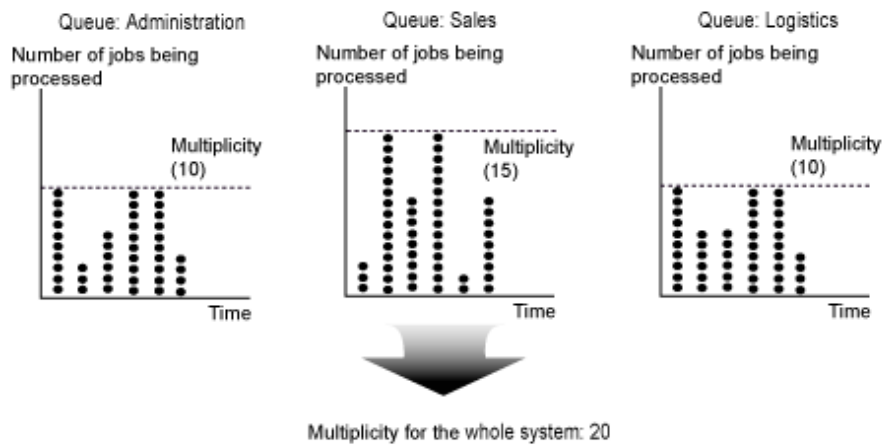 Queue: Administration
Number of jobs being
processed
Multiplicity
(10)
Time
Queue: Sales
Number of jobs being
processed
Multiplicity
(15)
Time
Queue: Logistics
Number of jobs being
processed
Multiplicity
(10)
Time
Multiplicity for the whole system: 20